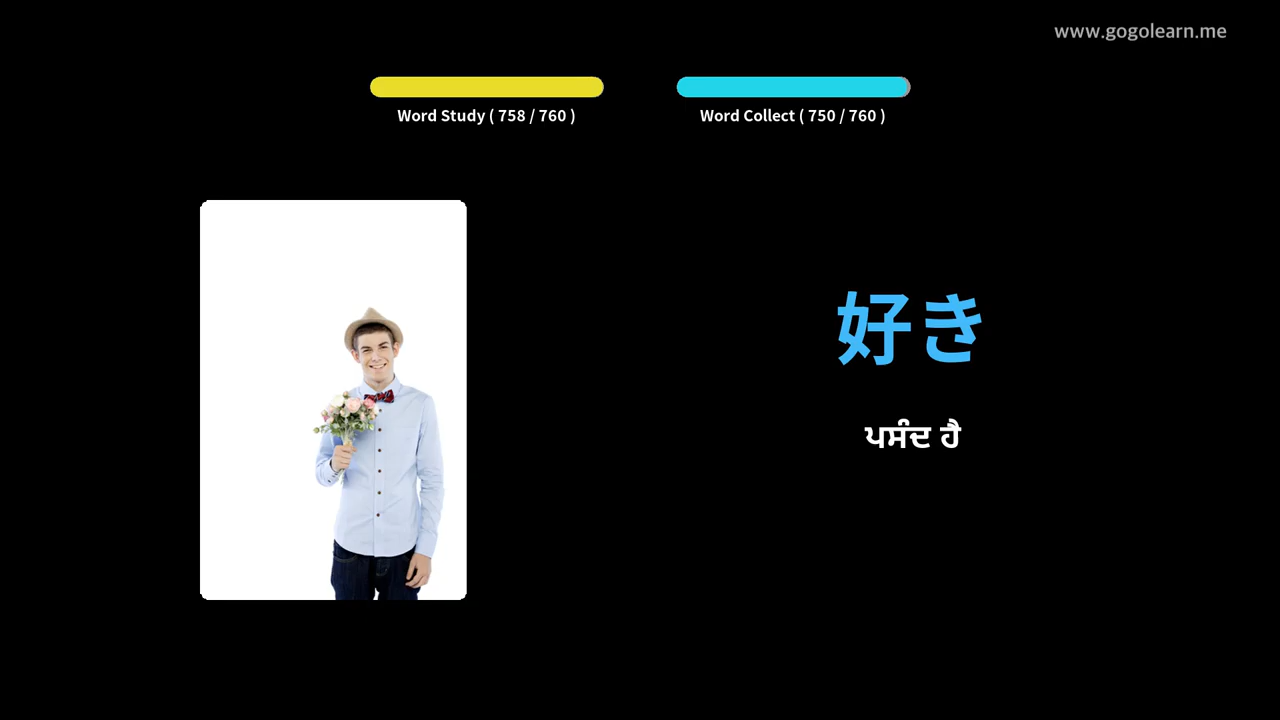 www.gogolearn.me
Word Study ( 758 / 760 )
Word Collect ( 750 / 760 )
好き
ਪਸੰਦ ਹੈ